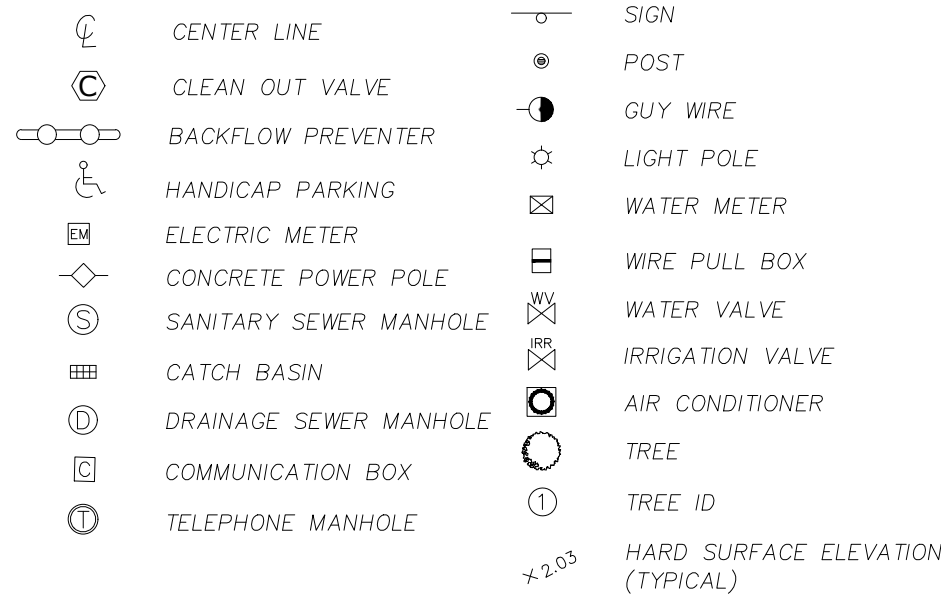 CENTER LINE
C CLEAN OUT VALVE
BACKFLOW PREVENTER
HANDICAP PARKING
EM ELECTRIC METER
CONCRETE POWER POLE
S SANITARY SEWER MANHOLE
CATCH BASIN
D DRAINAGE SEWER MANHOLE
C COMMUNICATION BOX
T TELEPHONE MANHOLE
SIGN
POST
GUY WIRE
LIGHT POLE
WATER METER
WIRE PULL BOX
WV WATER VALVE
IRR IRRIGATION VALVE
AIR CONDITIONER
TREE
1 TREE ID
×2.03 HARD SURFACE ELEVATION
(TYPICAL)